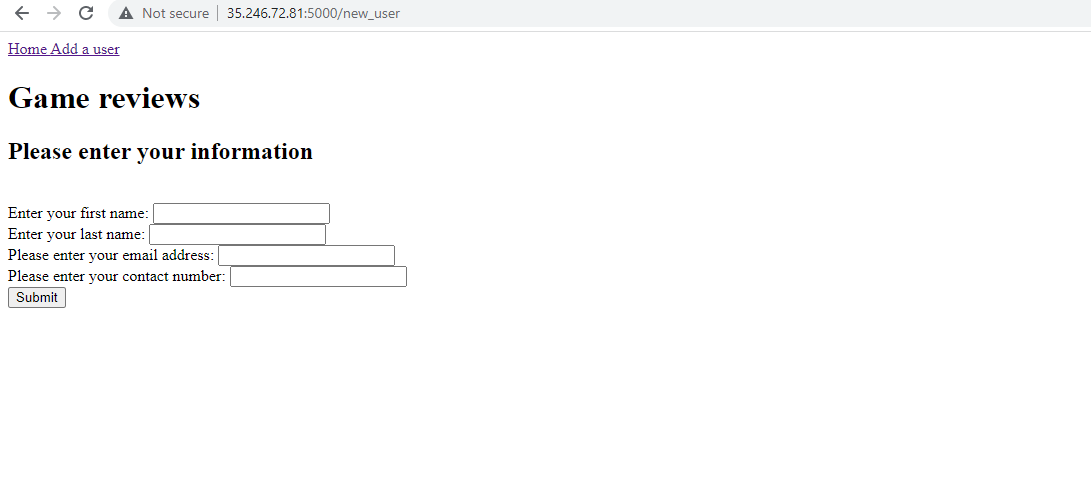 Not secure | 35.246.72.81:5000/new_user
Home Add a user
Game reviews
Please enter your information
Enter your first name:
Enter your last name:
Please enter your email address:
Please enter your contact number:
Submit